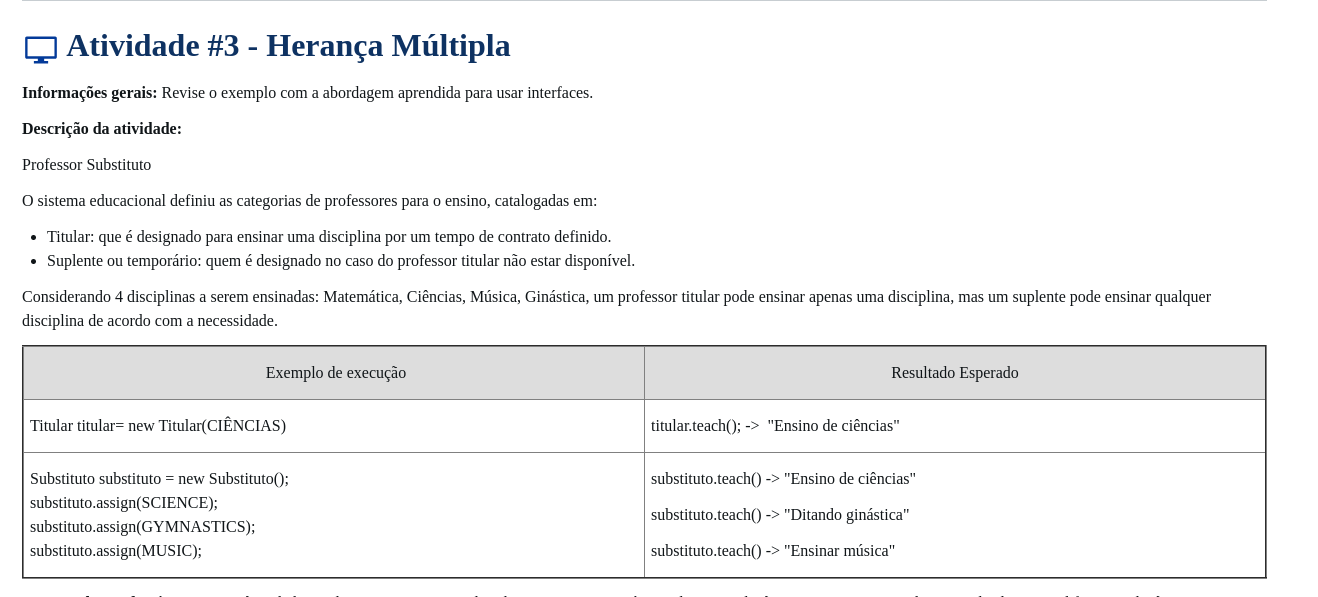 Atividade #3 - Herança Múltipla
Informações gerais: Revise o exemplo com a abordagem aprendida para usar interfaces.
Descrição da atividade:
Professor Substituto
O sistema educacional definiu as categorias de professores para o ensino, catalogadas em:
Titular: que é designado para ensinar uma disciplina por um tempo de contrato definido.
Suplente ou temporário: quem é designado no caso do professor titular não estar disponível.
Considerando 4 disciplinas a serem ensinadas: Matemática, Ciências, Música, Ginástica, um professor titular pode ensinar apenas uma disciplina, mas um suplente pode ensinar qualquer
disciplina de acordo com a necessidade.
Exemplo de execução
Resultado Esperado
Titular titular= new Titular(CIÊNCIAS)
titular.teach(); -> "Ensino de ciências"
Substituto substituto = new Substituto();
substituto.assign(SCIENCE);
substituto.assign(GYMNASTICS);
substituto.assign(MUSIC);
substituto.teach() -> "Ensino de ciências"
substituto.teach() -> "Ditando ginástica"
substituto.teach() -> "Ensinar música"